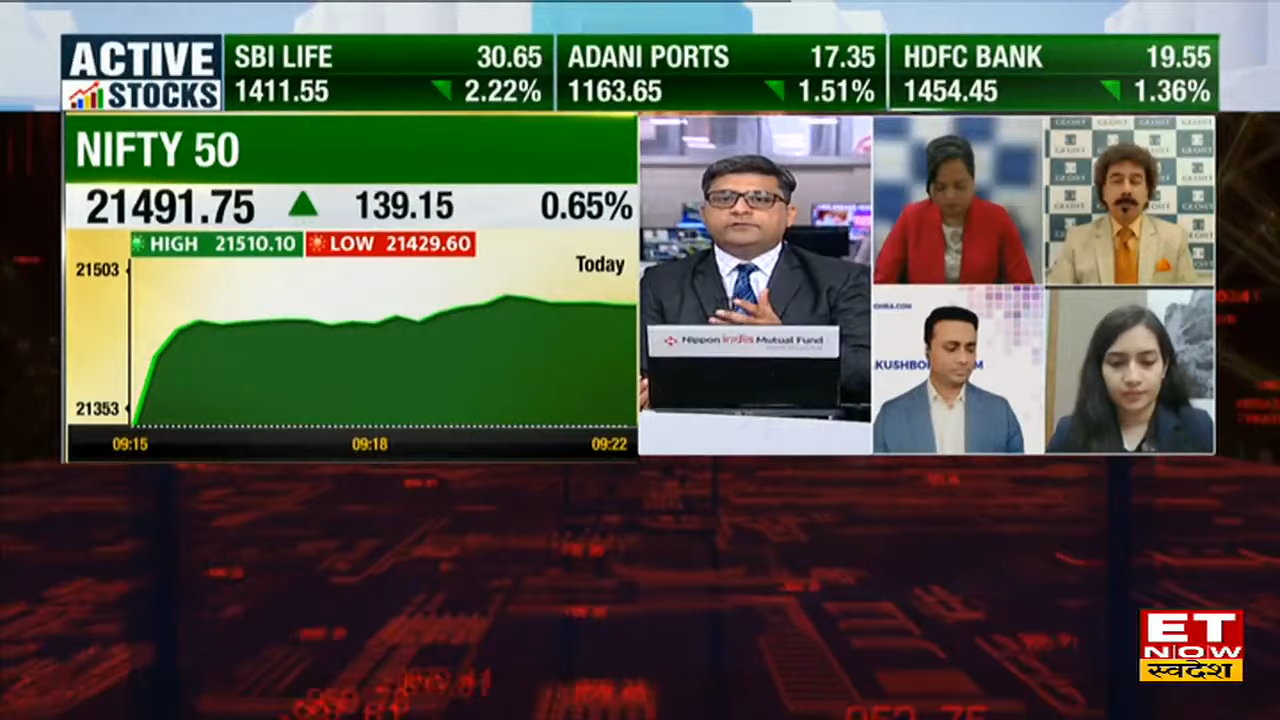 ACTIVE
STOCKS
SBI LIFE 30.65
1411.55 2.22%
ADANI PORTS 17.35
1163.65 1.51%
HDFC BANK 19.55
1454.45 1.36%
NIFTY 50
21491.75 139.15 0.65%
HIGH 21510.10 LOW 21429.60
Today
21503
21353
09:15 09:18 09:22
Nippon india Mutual Fund
ET
NOW
स्वदेश